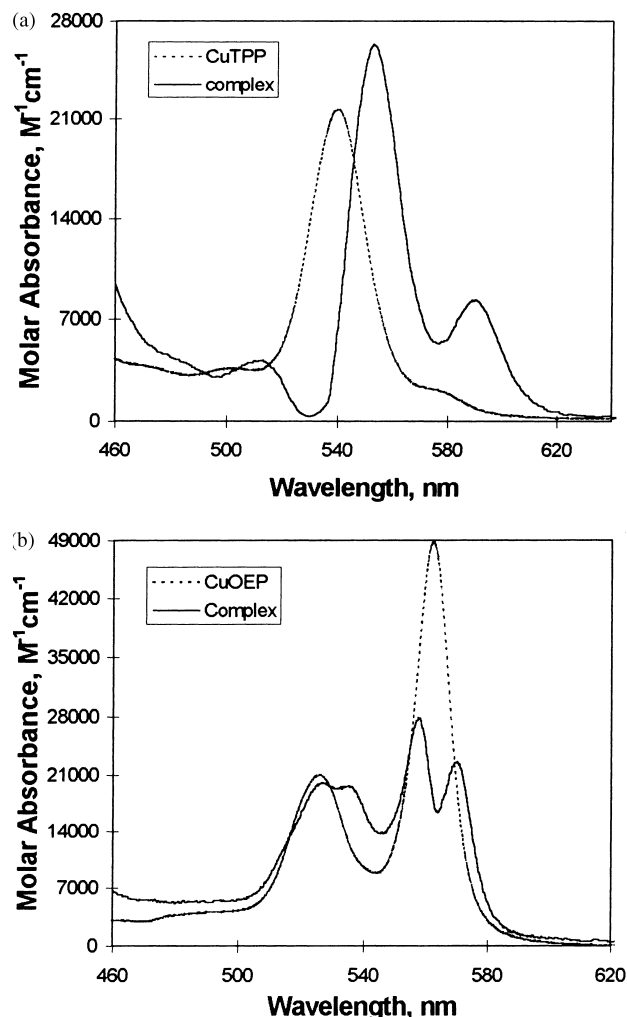 (a)
28000
21000
14000
7000
0
Molar Absorbance, M-1cm-1
CuTPP
complex
460 500 540 580 620
Wavelength, nm
(b)
49000
42000
35000
28000
21000
14000
7000
0
Molar Absorbance, M-1cm-1
CuOEP
Complex
460 500 540 580 620
Wavelength, nm